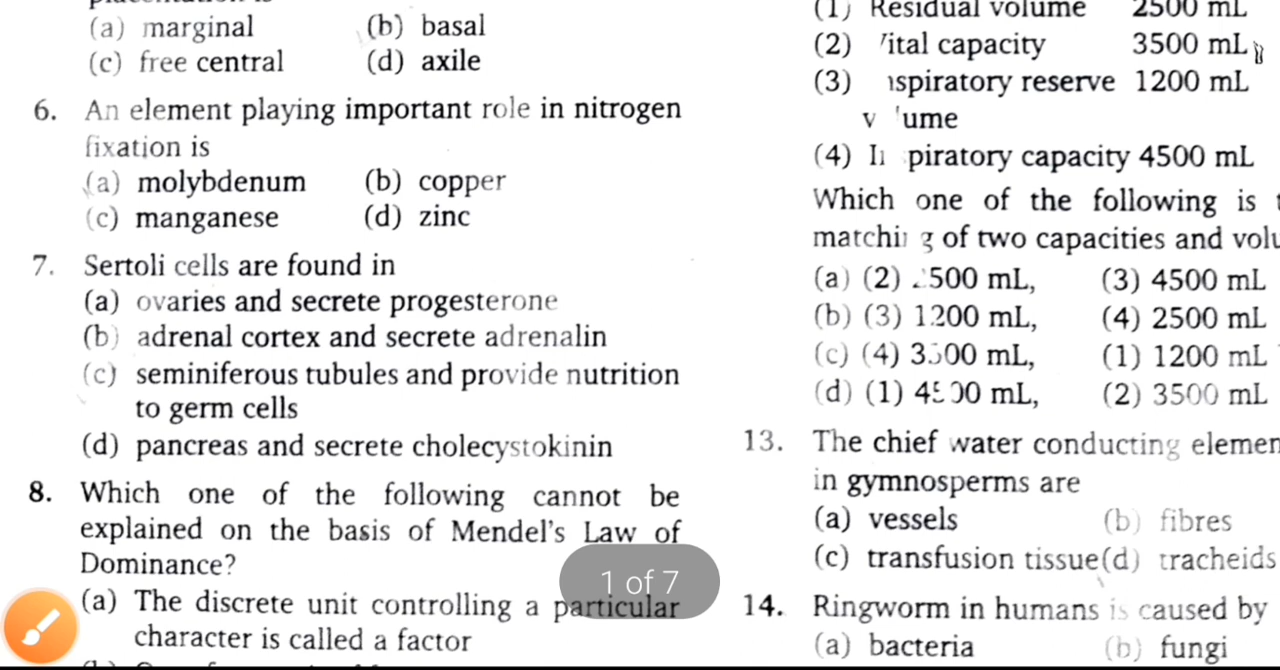 (a) marginal (b) basal
(c) free central (d) axile
6. An element playing important role in nitrogen
fixation is
(a) molybdenum (b) copper
(c) manganese (d) zinc
7. Sertoli cells are found in
(a) ovaries and secrete progesterone
(b) adrenal cortex and secrete adrenalin
(c) seminiferous tubules and provide nutrition
to germ cells
(d) pancreas and secrete cholecystokinin
8. Which one of the following cannot be
explained on the basis of Mendel's Law of
Dominance?
(a) The discrete unit controlling a particular
character is called a factor
1 of 7
(1) Residual volume 2500 mL
(2) ital capacity 3500 mL
(3) spiratory reserve 1200 mL
v ume
(4) piratory capacity 4500 mL
Which one of the following is
matchi g of two capacities and volu
(a) (2) 500 mL, (3) 4500 mL
(b) (3) 1200 mL, (4) 2500 mL
(c) (4) 3500 mL, (1) 1200 mL
(d) (1) 4500 mL, (2) 3500 mL
13. The chief water conducting elemen
in gymnosperms are
(a) vessels (b) fibres
(c) transfusion tissue (d) tracheids
14. Ringworm in humans is caused by
(a) bacteria (b) fungi